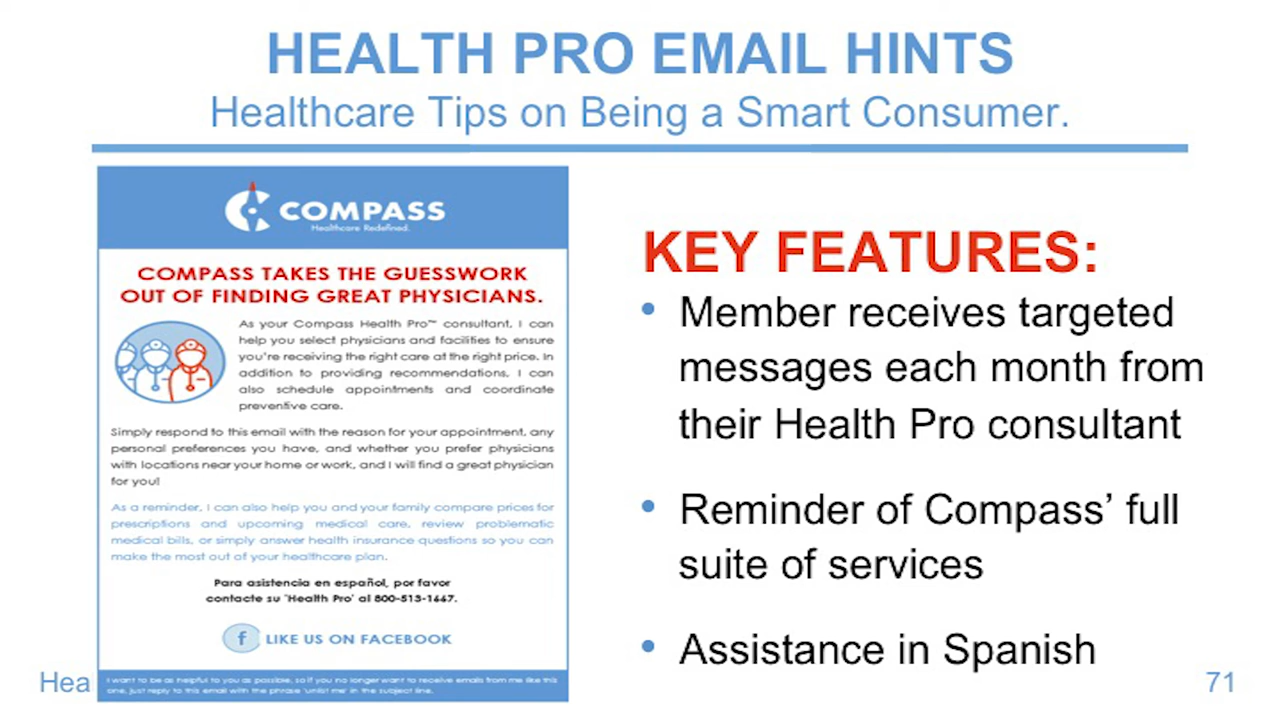 HEALTH PRO EMAIL HINTS
Healthcare Tips on Being a Smart Consumer.
COMPASS
Healthcare Redefined.
COMPASS TAKES THE GUESSWORK
OUT OF FINDING GREAT PHYSICIANS.
As your Compass Health Pro™ consultant, I can
help you select physicians and facilities to ensure
you're receiving the right care at the right price. In
addition to providing recommendations, I can
also schedule appointments and coordinate
preventive care.
Simply respond to this email with the reason for your appointment, any
personal preferences you have, and whether you prefer physicians
with locations near your home or work, and I will find a great physician
for you!
As a reminder, I can also help you and your family compare prices for
prescriptions and upcoming medical care, review problematic
medical bills, or simply answer health insurance questions so you can
make the most out of your healthcare plan.
Para asistencia en español, por favor
contacte su 'Health Pro' al 800-513-1667.
f LIKE US ON FACEBOOK
I want to be as helpful to you as possible, so if you no longer want to receive emails from me like this
one, just reply to this email with the phrase 'unlist me' in the subject line.
KEY FEATURES:
• Member receives targeted
messages each month from
their Health Pro consultant
• Reminder of Compass’ full
suite of services
• Assistance in Spanish
Hea
71